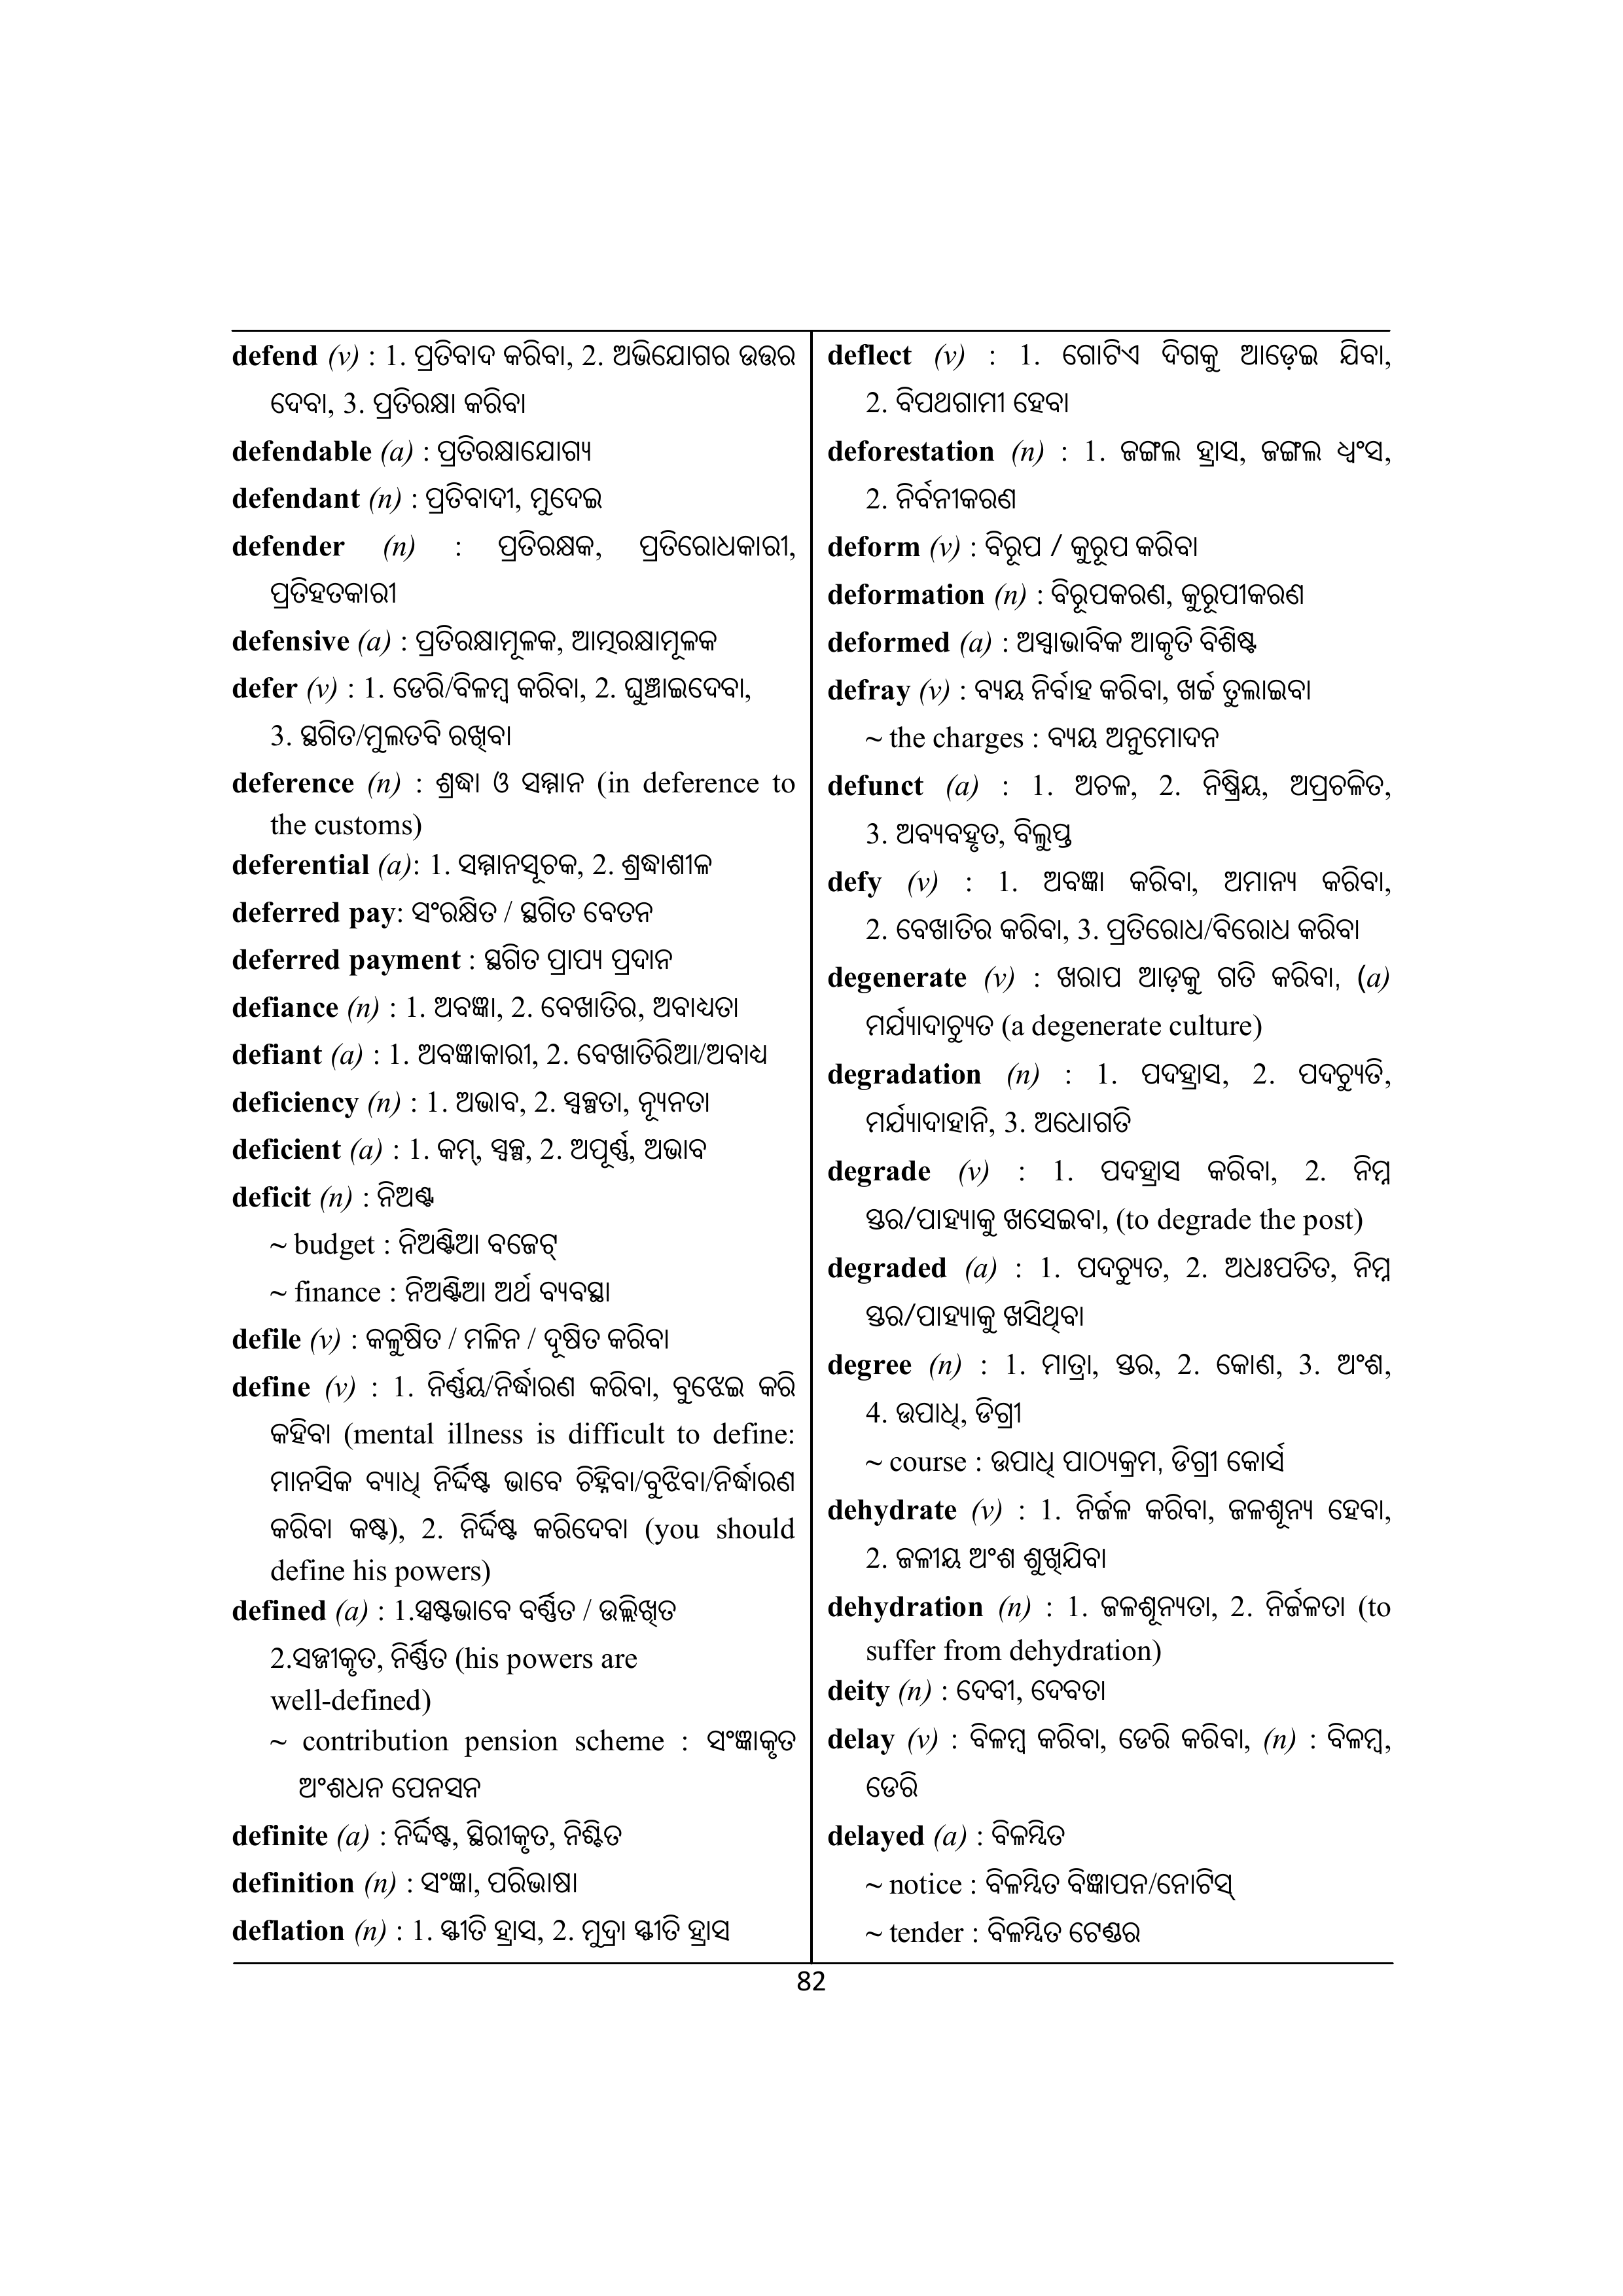 defend (v) : 1. ପ୍ରତିବାଦ କରିବା, 2. ଅଭିଯୋଗର ଉତ୍ତର
ଦେବା, 3. ପ୍ରତିରକ୍ଷା କରିବା
defendable (a) : ପ୍ରତିରକ୍ଷାଯୋଗ୍ୟ
defendant (n) : ପ୍ରତିବାଦୀ, ମୁଦେଇ
defender (n) : ପ୍ରତିରକ୍ଷକ, ପ୍ରତିରୋଧକାରୀ,
ପ୍ରତିହତକାରୀ
defensive (a) : ପ୍ରତିରକ୍ଷାମୂଳକ, ଆତ୍ମରକ୍ଷାମୂଳକ
defer (v) : 1. ଡେରି/ବିଳମ୍ବ କରିବା, 2. ଘୁଞ୍ଚାଇଦେବା,
3. ସ୍ଥଗିତ/ମୁଲତବି ରଖିବା
deference (n) : ଶ୍ରଦ୍ଧା ଓ ସମ୍ମାନ (in deference to
the customs)
deferential (a): 1. ସମ୍ମାନସୂଚକ, 2. ଶ୍ରଦ୍ଧାଶୀଳ
deferred pay: ସଂରକ୍ଷିତ / ସ୍ଥଗିତ ବେତନ
deferred payment : ସ୍ଥଗିତ ପ୍ରାପ୍ୟ ପ୍ରଦାନ
defiance (n) : 1. ଅବଜ୍ଞା, 2. ବେଖାତିର, ଅବାଧ୍ୟତା
defiant (a) : 1. ଅବଜ୍ଞାକାରୀ, 2. ବେଖାତିରିଆ/ଅବାଧ୍ୟ
deficiency (n) : 1. ଅଭାବ, 2. ସ୍ୱଳ୍ପତା, ନ୍ୟୂନତା
deficient (a) : 1. କମ୍, ସ୍ୱଳ୍ପ, 2. ଅପୂର୍ଣ୍ଣ, ଅଭାବ
deficit (n) : ନିଅଣ୍ଟ
~ budget : ନିଅଣ୍ଟିଆ ବଜେଟ୍
~ finance : ନିଅଣ୍ଟିଆ ଅର୍ଥ ବ୍ୟବସ୍ଥା
defile (v) : କଳୁଷିତ / ମଳିନ / ଦୂଷିତ କରିବା
define (v) : 1. ନିର୍ଣ୍ଣୟ/ନିର୍ଦ୍ଧାରଣ କରିବା, ବୁଝେଇ କରି
କହିବା (mental illness is difficult to define:
ମାନସିକ ବ୍ୟାଧି ନିର୍ଦ୍ଦିଷ୍ଟ ଭାବେ ଚିହ୍ନିବା/ବୁଝିବା/ନିର୍ଦ୍ଧାରଣ
କରିବା କଷ୍ଟ), 2. ନିର୍ଦ୍ଦିଷ୍ଟ କରିଦେବା (you should
define his powers)
defined (a) : 1.ସ୍ପଷ୍ଟଭାବେ ବର୍ଣ୍ଣିତ / ଉଲ୍ଲିଖିତ
2.ସଜ୍ଜୀକୃତ, ନିର୍ଣ୍ଣିତ (his powers are
well-defined)
~ contribution pension scheme : ସଂଜ୍ଞାକୃତ
ଅଂଶଧନ ପେନସନ
definite (a) : ନିର୍ଦ୍ଦିଷ୍ଟ, ସ୍ଥିରୀକୃତ, ନିଶ୍ଚିତ
definition (n) : ସଂଜ୍ଞା, ପରିଭାଷା
deflation (n) : 1. ସ୍ଫୀତି ହ୍ରାସ, 2. ମୁଦ୍ରା ସ୍ଫୀତି ହ୍ରାସ
deflect (v) : 1. ଗୋଟିଏ ଦିଗକୁ ଆଡ଼େଇ ଯିବା,
2. ବିପଥଗାମୀ ହେବା
deforestation (n) : 1. ଜଙ୍ଗଲ ହ୍ରାସ, ଜଙ୍ଗଲ ଧ୍ୱଂସ,
2. ନିର୍ବନୀକରଣ
deform (v) : ବିରୂପ / କୁରୂପ କରିବା
deformation (n) : ବିରୂପକରଣ, କୁରୂପୀକରଣ
deformed (a) : ଅସ୍ୱାଭାବିକ ଆକୃତି ବିଶିଷ୍ଟ
defray (v) : ବ୍ୟୟ ନିର୍ବାହ କରିବା, ଖର୍ଚ୍ଚ ତୁଲାଇବା
~ the charges : ବ୍ୟୟ ଅନୁମୋଦନ
defunct (a) : 1. ଅଚଳ, 2. ନିଷ୍କ୍ରିୟ, ଅପ୍ରଚଳିତ,
3. ଅବ୍ୟବହୃତ, ବିଲୁପ୍ତ
defy (v) : 1. ଅବଜ୍ଞା କରିବା, ଅମାନ୍ୟ କରିବା,
2. ବେଖାତିର କରିବା, 3. ପ୍ରତିରୋଧ/ବିରୋଧ କରିବା
degenerate (v) : ଖରାପ ଆଡ଼କୁ ଗତି କରିବା, (a)
ମର୍ଯ୍ୟାଦାଚ୍ୟୁତ (a degenerate culture)
degradation (n) : 1. ପଦହ୍ରାସ, 2. ପଦଚ୍ୟୁତି,
ମର୍ଯ୍ୟାଦାହାନି, 3. ଅଧୋଗତି
degrade (v) : 1. ପଦହ୍ରାସ କରିବା, 2. ନିମ୍ନ
ସ୍ତର/ପାହ୍ୟାକୁ ଖସେଇବା, (to degrade the post)
degraded (a) : 1. ପଦଚ୍ୟୁତ, 2. ଅଧଃପତିତ, ନିମ୍ନ
ସ୍ତର/ପାହ୍ୟାକୁ ଖସିଥିବା
degree (n) : 1. ମାତ୍ରା, ସ୍ତର, 2. କୋଣ, 3. ଅଂଶ,
4. ଉପାଧି, ଡିଗ୍ରୀ
~ course : ଉପାଧି ପାଠ୍ୟକ୍ରମ, ଡିଗ୍ରୀ କୋର୍ସ
dehydrate (v) : 1. ନିର୍ଜଳ କରିବା, ଜଳଶୂନ୍ୟ ହେବା,
2. ଜଳୀୟ ଅଂଶ ଶୁଖିଯିବା
dehydration (n) : 1. ଜଳଶୂନ୍ୟତା, 2. ନିର୍ଜଳତା (to
suffer from dehydration)
deity (n) : ଦେବୀ, ଦେବତା
delay (v) : ବିଳମ୍ବ କରିବା, ଡେରି କରିବା, (n) : ବିଳମ୍ବ,
ଡେରି
delayed (a) : ବିଳମ୍ବିତ
~ notice : ବିଳମ୍ବିତ ବିଜ୍ଞାପନ/ନୋଟିସ୍
~ tender : ବିଳମ୍ବିତ ଟେଣ୍ଡର
82